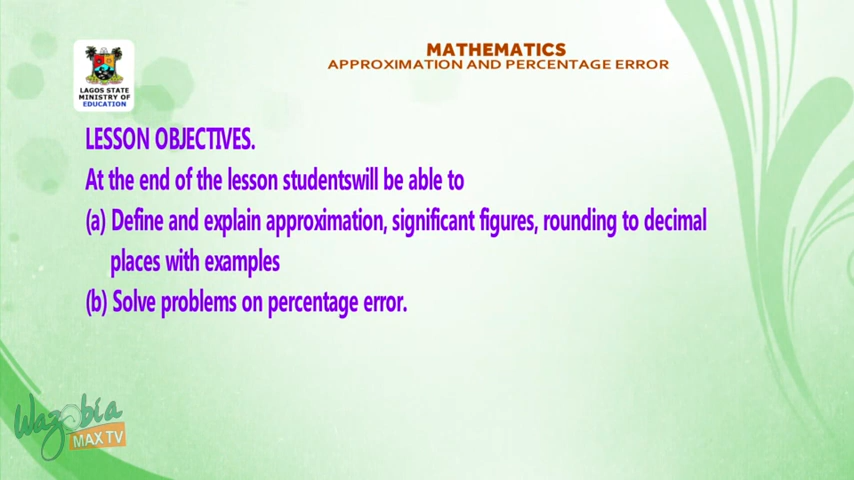 MATHEMATICS
APPROXIMATION AND PERCENTAGE ERROR
LAGOS STATE
MINISTRY OF
EDUCATION
LESSON OBJECTIVES.
At the end of the lesson studentswill be able to
(a) Define and explain approximation, significant figures, rounding to decimal
places with examples
(b) Solve problems on percentage error.
Wazobia
MAX TV